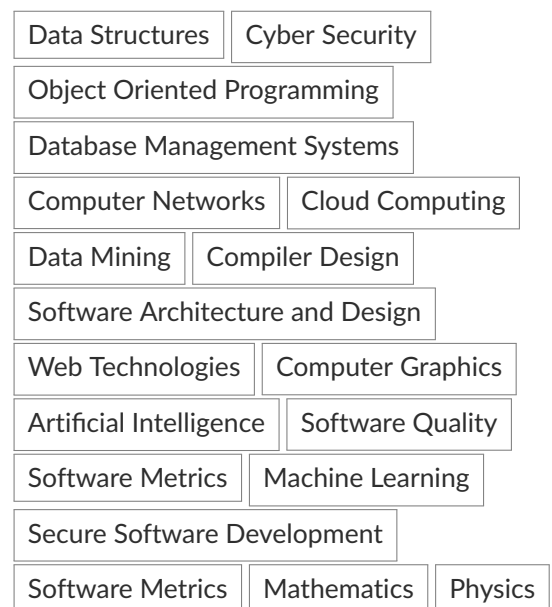 Data Structures Cyber Security
Object Oriented Programming
Database Management Systems
Computer Networks Cloud Computing
Data Mining Compiler Design
Software Architecture and Design
Web Technologies Computer Graphics
Artificial Intelligence Software Quality
Software Metrics Machine Learning
Secure Software Development
Software Metrics Mathematics Physics